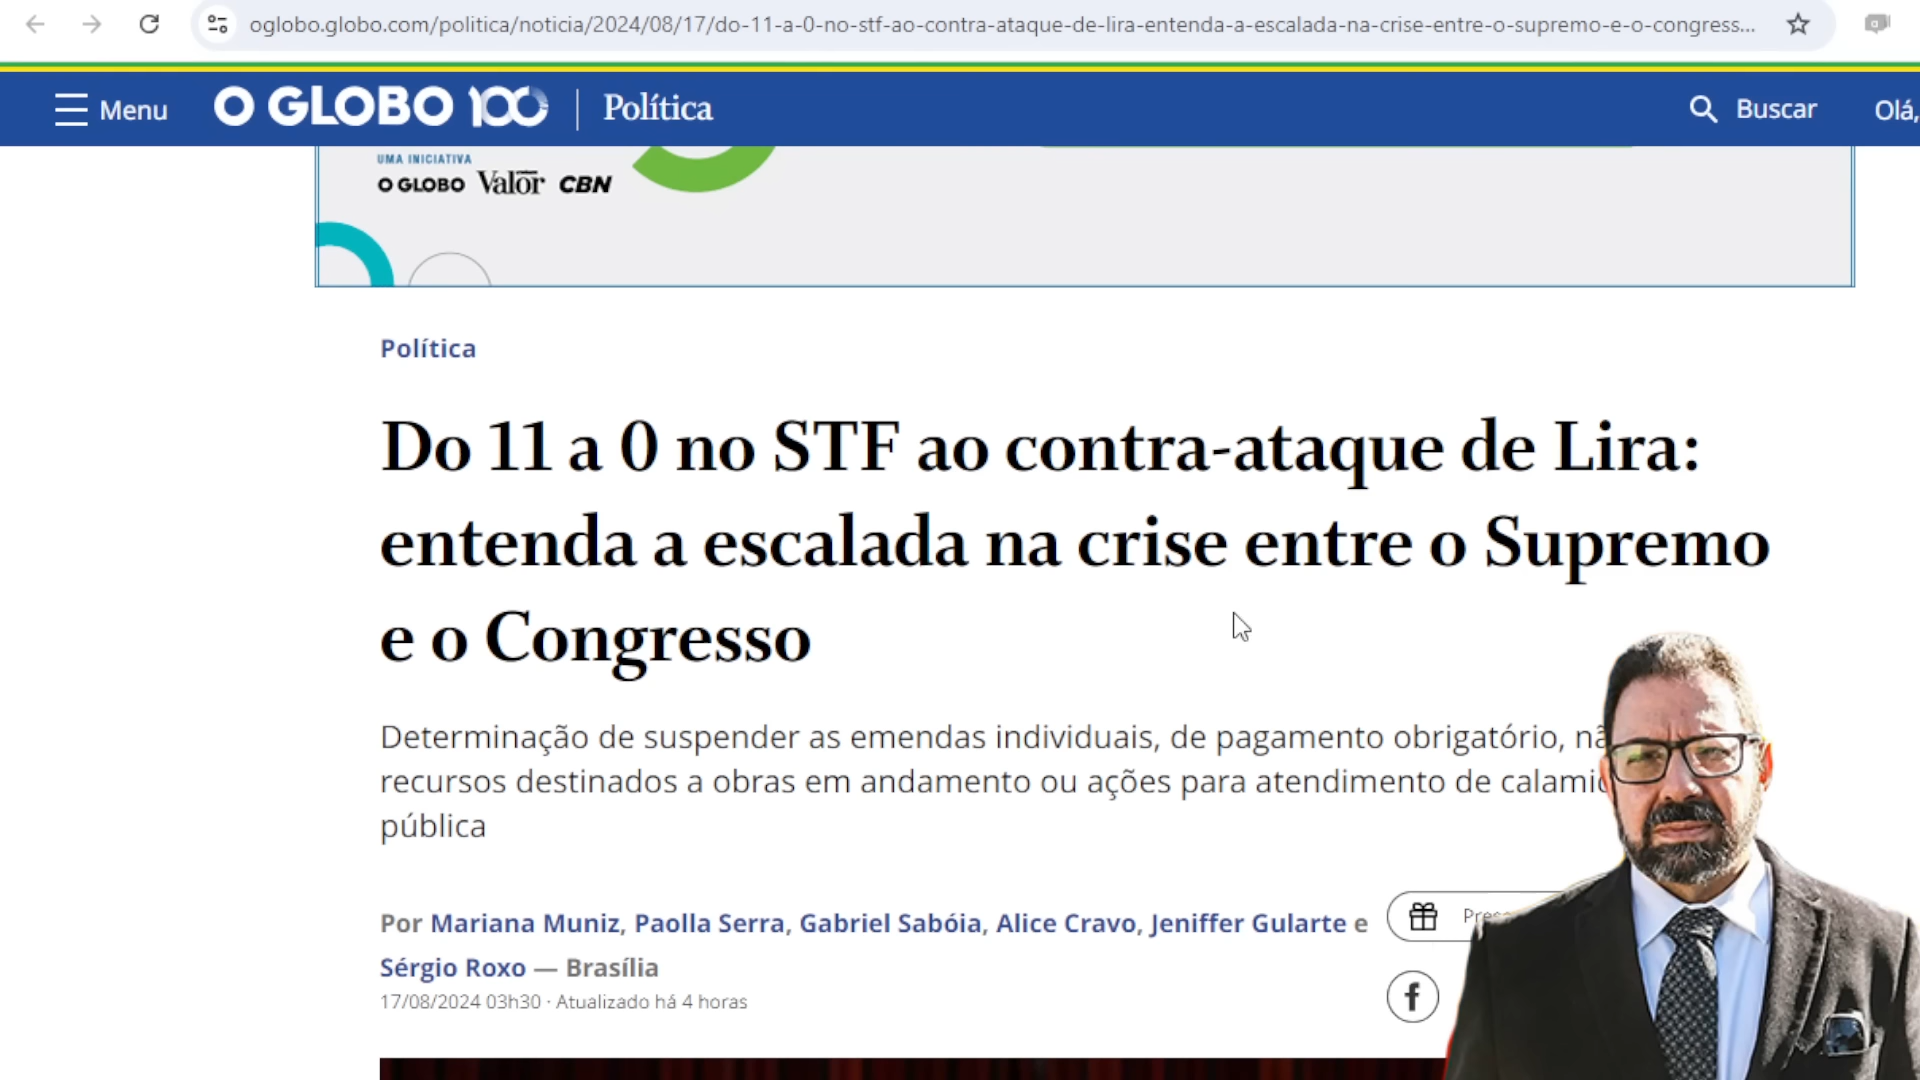 oglobo.globo.com/politica/noticia/2024/08/17/do-11-a-0-no-stf-ao-contra-ataque-de-lira-entenda-a-escalada-na-crise-entre-o-supremo-e-o-congress...
Menu O GLOBO 100 Política Buscar Olá,
UMA INICIATIVA
O GLOBO Valor CBN
Política
Do 11 a 0 no STF ao contra-ataque de Lira:
entenda a escalada na crise entre o Supremo
e o Congresso
Determinação de suspender as emendas individuais, de pagamento obrigatório,
recursos destinados a obras em andamento ou ações para atendimento de
pública
Por Mariana Muniz, Paolla Serra, Gabriel Sabóia, Alice Cravo, Jeniffer Gularte e
Sérgio Roxo — Brasília
17/08/2024 03h30 · Atualizado há 4 horas